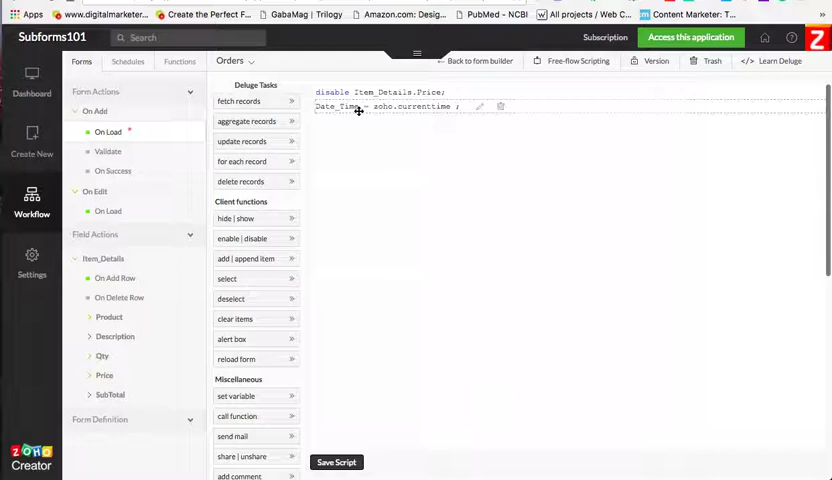 Apps
www.digitalmarketer...
Create the Perfect F...
GabaMag | Trilogy
Amazon.com: Desig...
PubMed - NCBI
All projects / Web C...
Content Marketer: T...
Subforms101
Search
Subscription
Access this application
Forms
Schedules
Functions
Orders
Back to form builder
Free-flow Scripting
Version
Trash
</> Learn Deluge
Dashboard
Create New
Workflow
Settings
ZOHO
Creator
Form Actions
On Add
On Load *
Validate
On Success
On Edit
On Load
Field Actions
Item_Details
On Add Row
On Delete Row
Product
Description
Qty
Price
SubTotal
Form Definition
Deluge Tasks
fetch records
aggregate records
update records
for each record
delete records
Client functions
hide | show
enable | disable
add | append item
select
deselect
clear items
alert box
reload form
Miscellaneous
set variable
call function
send mail
share | unshare
add comment
disable Item_Details.Price;
Date_Time = zoho.currenttime ;
Save Script